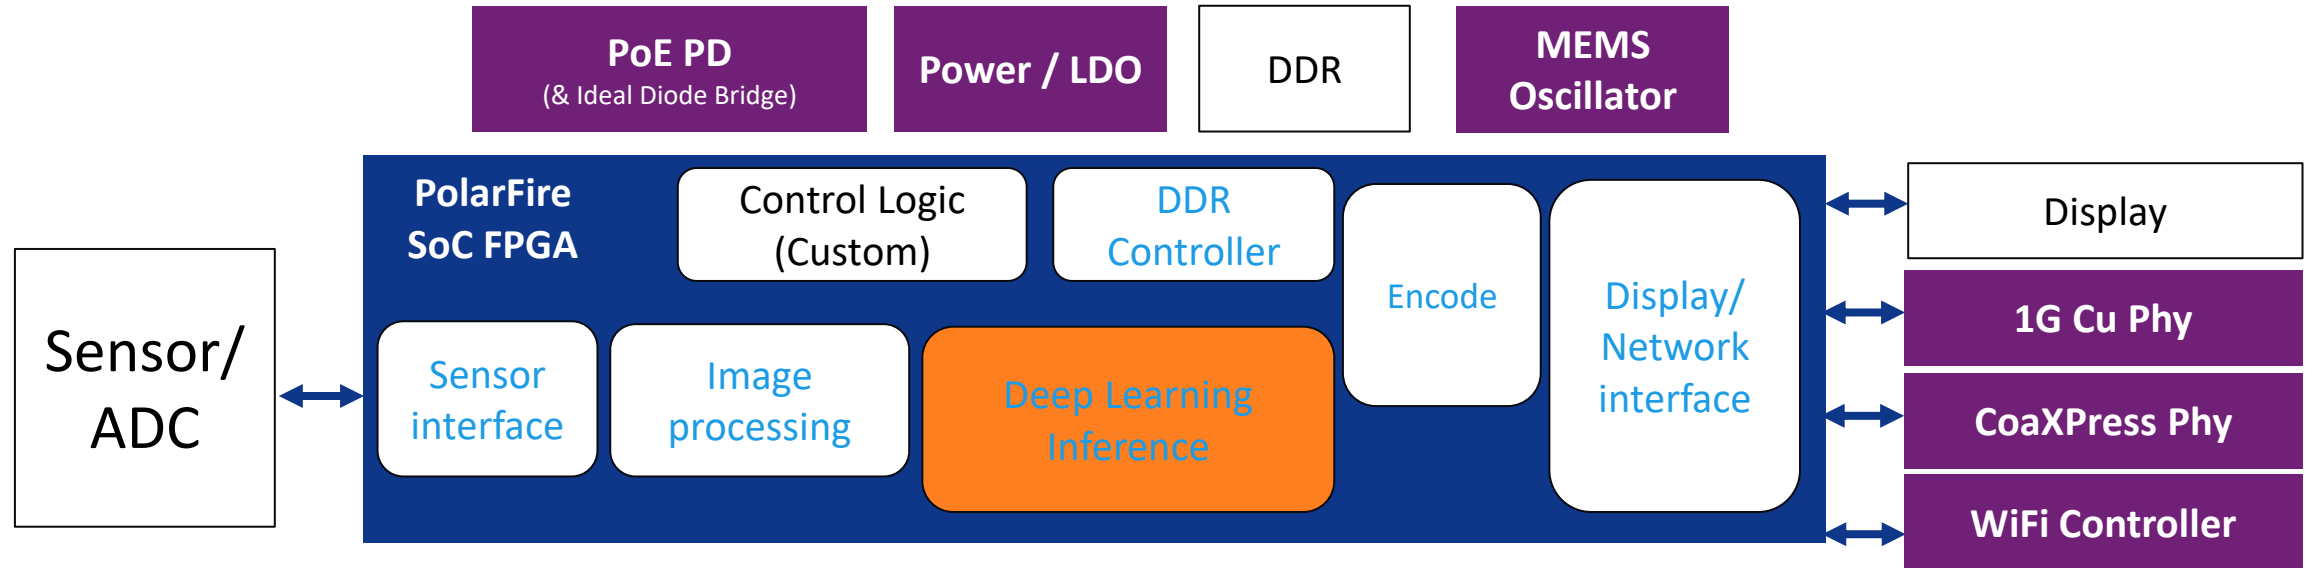 PoE PD
(& Ideal Diode Bridge)
Power / LDO
DDR
MEMS
Oscillator
PolarFire
SoC FPGA
Control Logic
(Custom)
DDR
Controller
Encode
Display/
Network
interface
Sensor
interface
Image
processing
Deep Learning
Inference
Sensor/
ADC
Display
1G Cu Phy
CoaXPress Phy
WiFi Controller